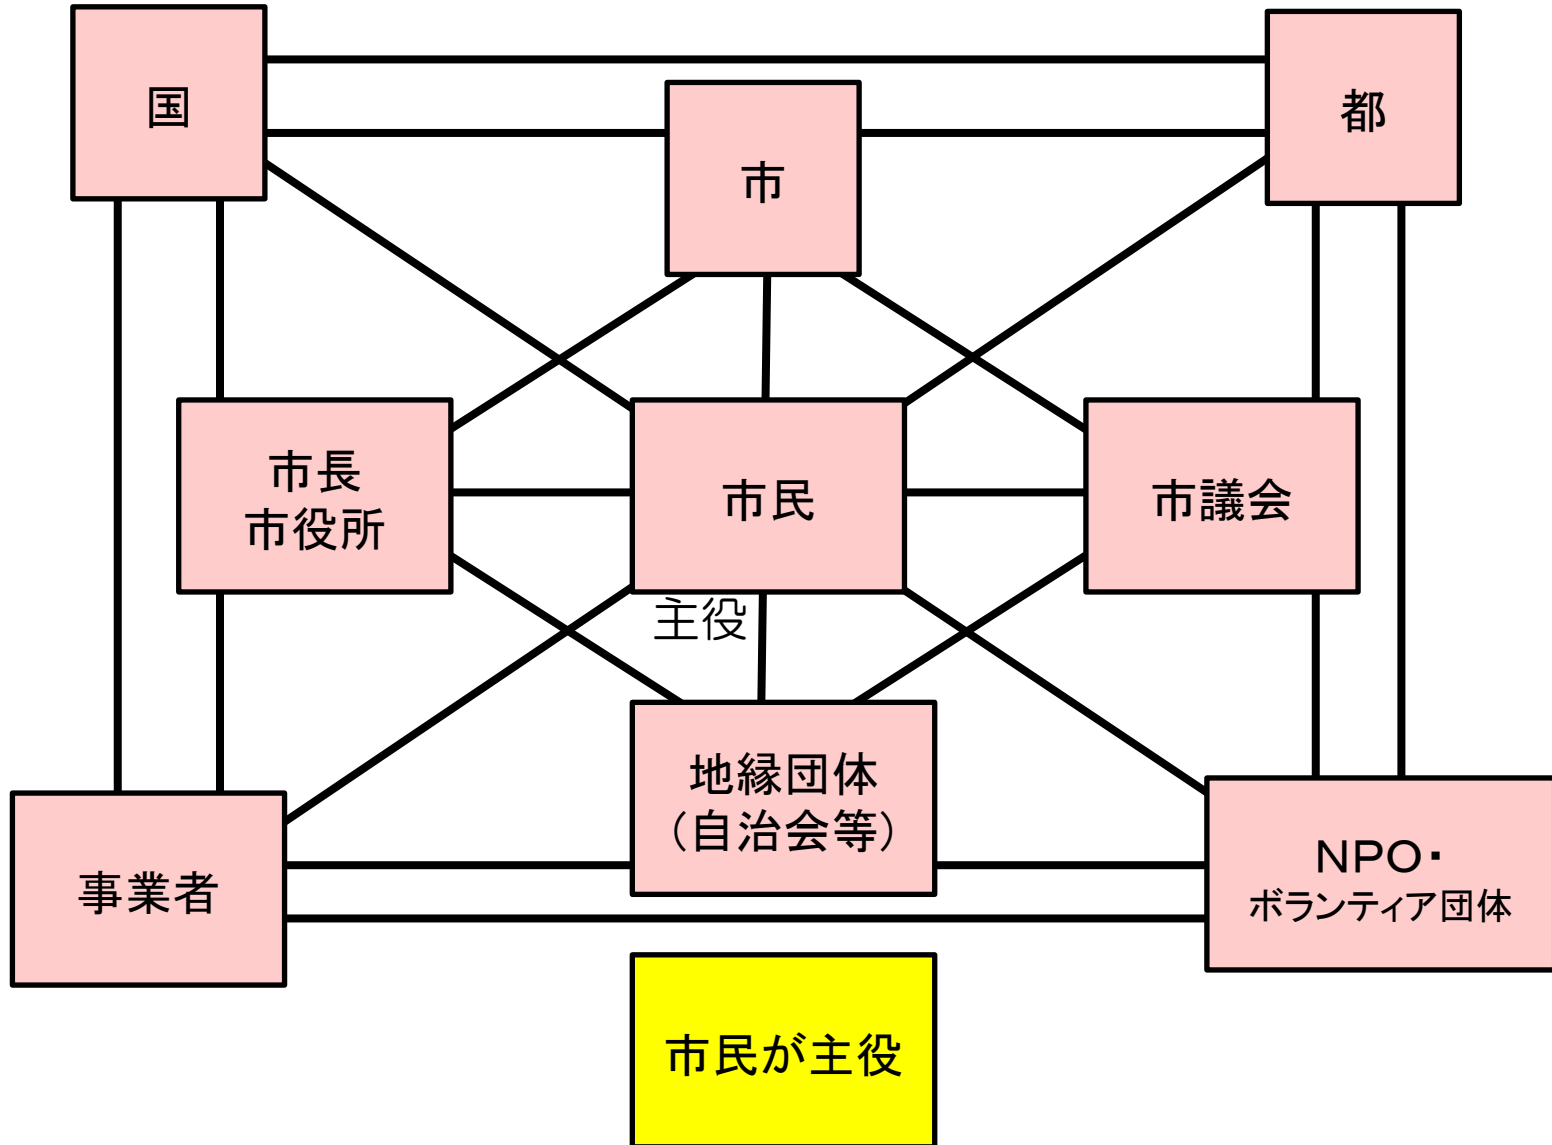 国
都
市
市長
市役所
市民
市議会
主役
地縁団体
(自治会等)
事業者
NPO・
ボランティア団体
市民が主役